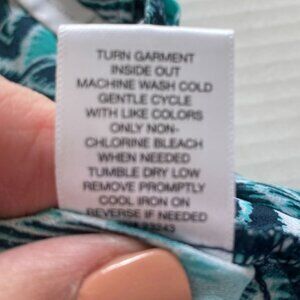 TURN GARMENT
INSIDE OUT
MACHINE WASH COLD
GENTLE CYCLE
WITH LIKE COLORS
ONLY NON-
CHLORINE BLEACH
WHEN NEEDED
TUMBLE DRY LOW
REMOVE PROMPTLY
COOL IRON ON
REVERSE IF NEEDED